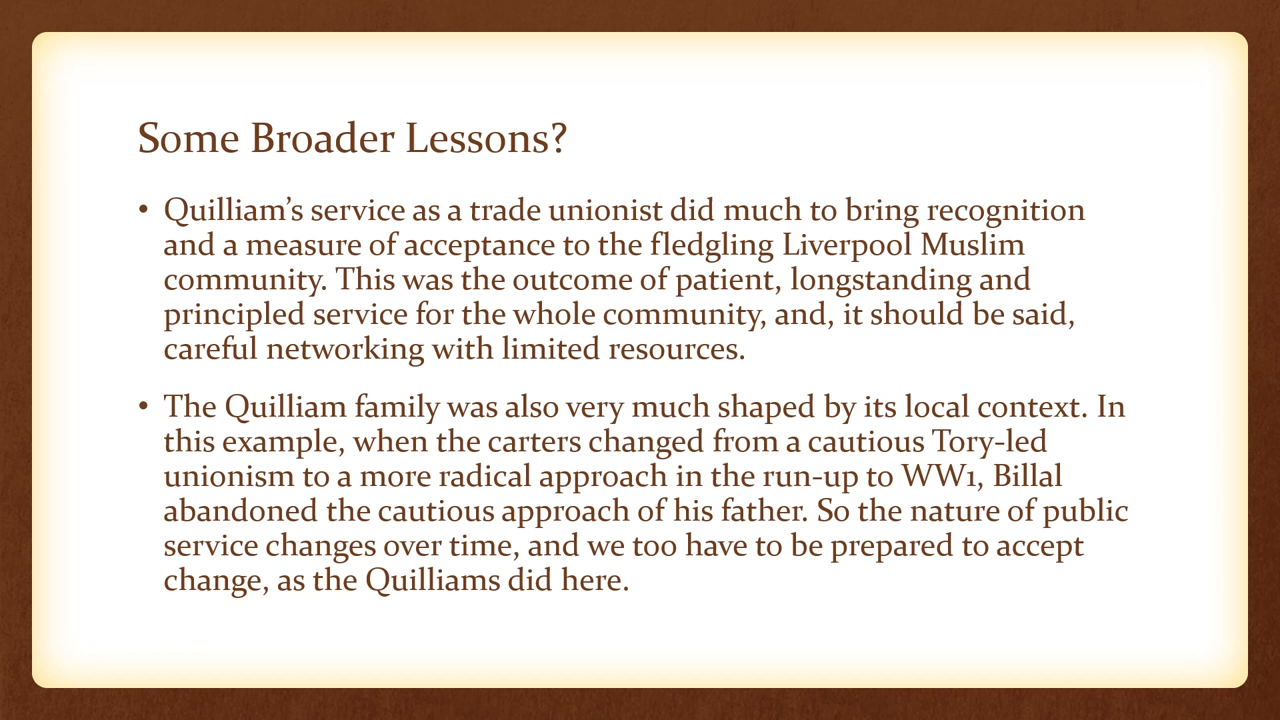 Some Broader Lessons?
• Quilliam’s service as a trade unionist did much to bring recognition
and a measure of acceptance to the fledgling Liverpool Muslim
community. This was the outcome of patient, longstanding and
principled service for the whole community, and, it should be said,
careful networking with limited resources.
• The Quilliam family was also very much shaped by its local context. In
this example, when the carters changed from a cautious Tory-led
unionism to a more radical approach in the run-up to WW1, Billal
abandoned the cautious approach of his father. So the nature of public
service changes over time, and we too have to be prepared to accept
change, as the Quilliams did here.